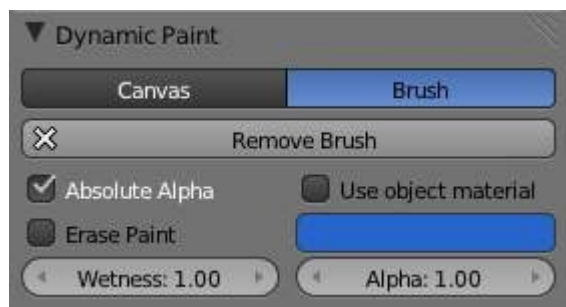 Dynamic Paint
Canvas Brush
Remove Brush
Absolute Alpha Use object material
Erase Paint
Wetness: 1.00 Alpha: 1.00